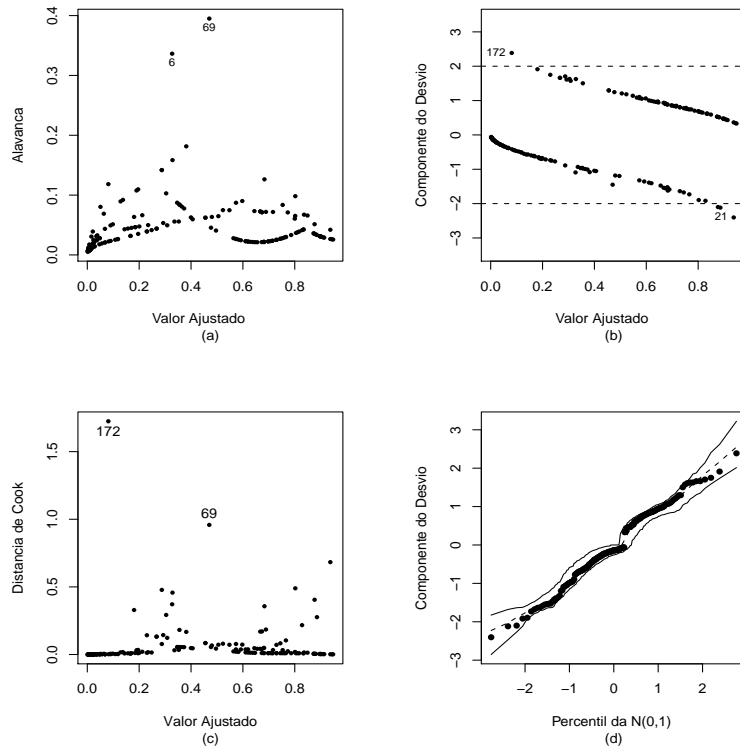 Alavanca
0.4
0.3
0.2
0.1
0.0
69
6
0.0 0.2 0.4 0.6 0.8
Valor Ajustado
(a)
Componente do Desvio
3
2
1
0
−1
−2
−3
172
21
0.0 0.2 0.4 0.6 0.8
Valor Ajustado
(b)
Distancia de Cook
1.5
1.0
0.5
0.0
172
69
0.0 0.2 0.4 0.6 0.8
Valor Ajustado
(c)
Componente do Desvio
3
2
1
0
−1
−2
−3
−2 −1 0 1 2
Percentil da N(0,1)
(d)